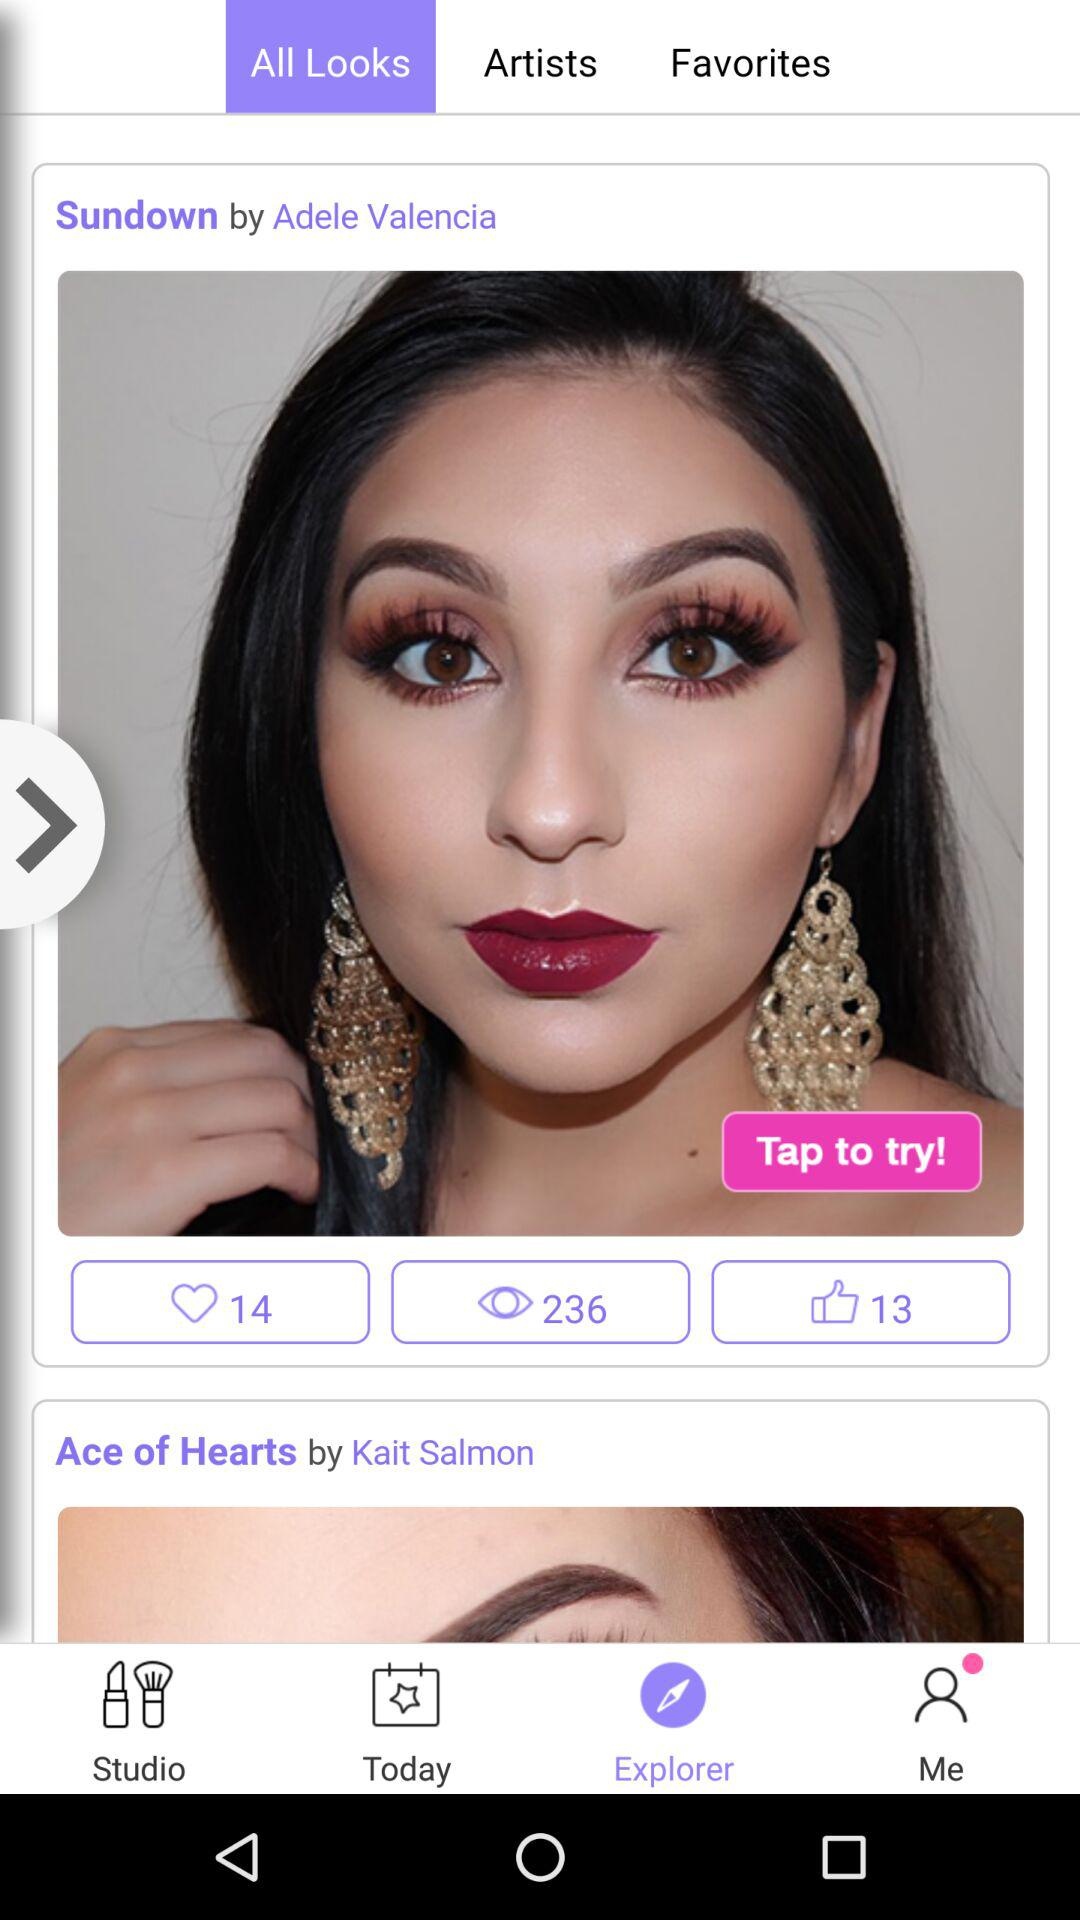 All Looks Artists Favorites
Sundown by Adele Valencia
Tap to try!
14 236 13
Ace of Hearts by Kait Salmon
Studio Today Explorer Me